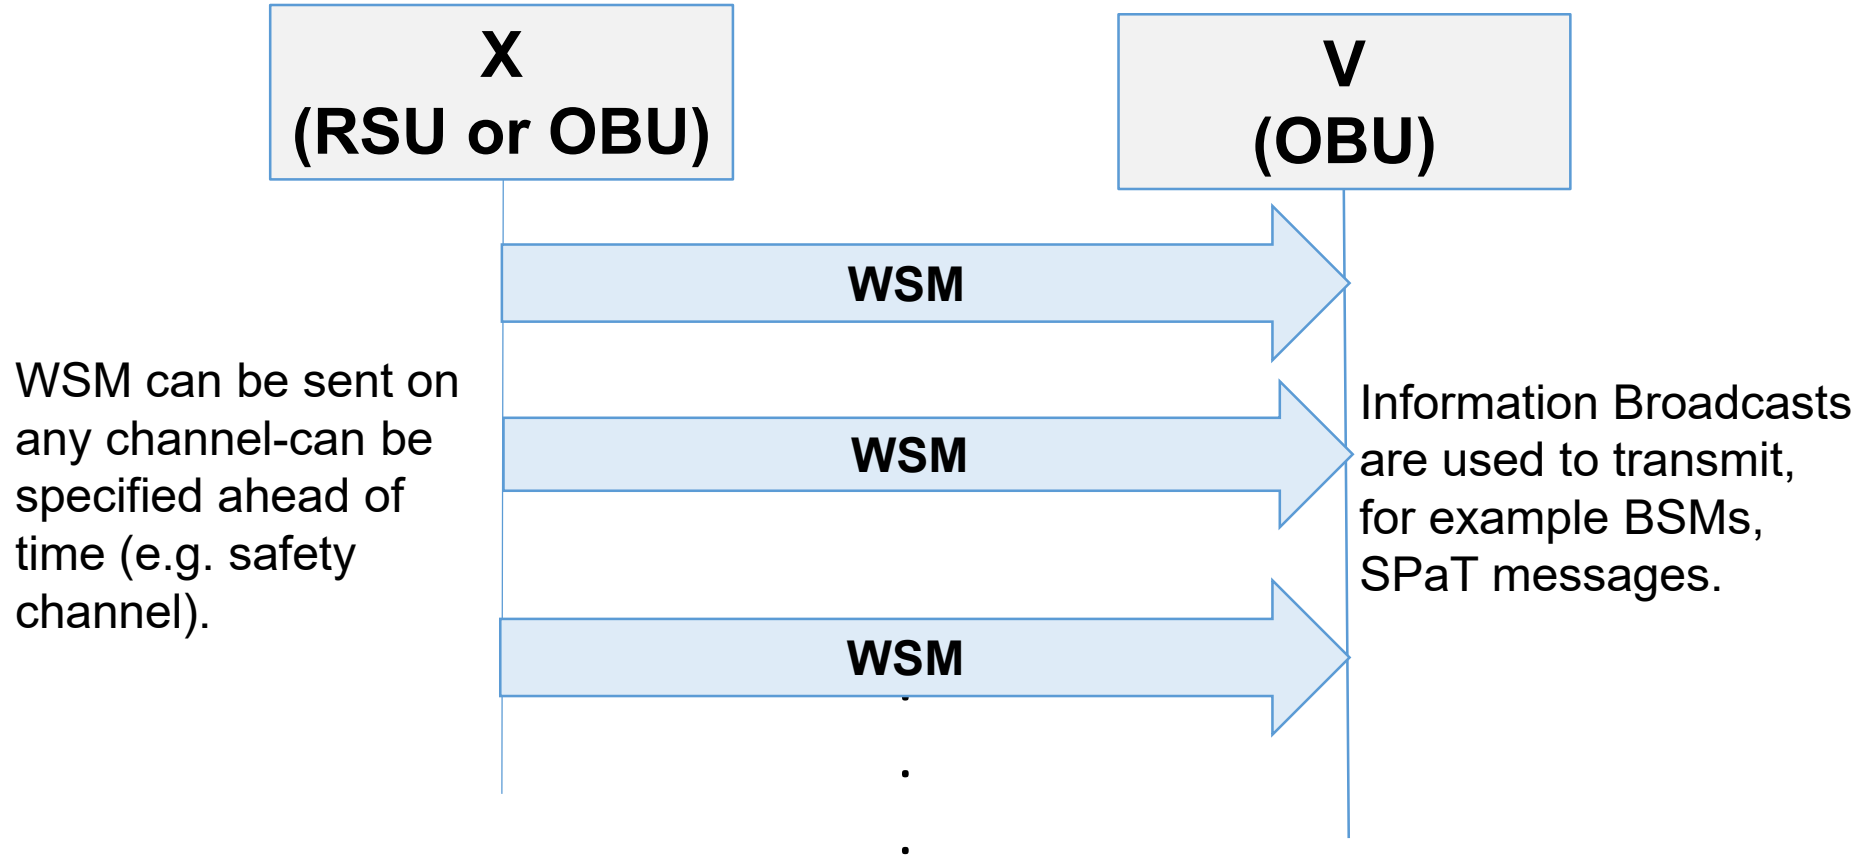 X
(RSU or OBU)
V
(OBU)
WSM
WSM can be sent on
any channel-can be
specified ahead of
time (e.g. safety
channel).
WSM
Information Broadcasts
are used to transmit,
for example BSMs,
SPaT messages.
WSM
.
.
.